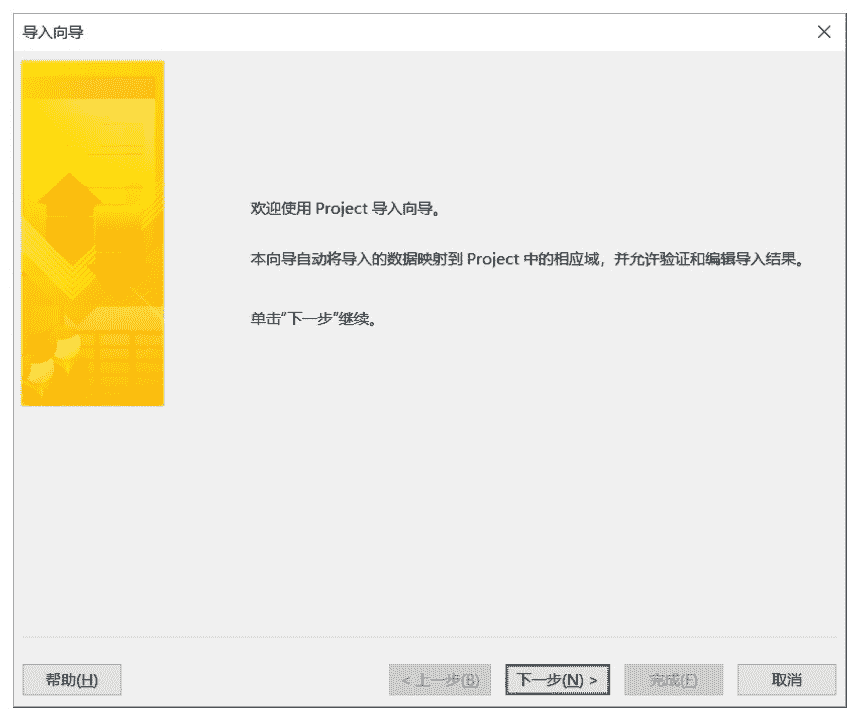 导入向导
欢迎使用 Project 导入向导。
本向导自动将导入的数据映射到 Project 中的相应域，并允许验证和编辑导入结果。
单击“下一步”继续。
帮助(H)
< 上一步(B)
下一步(N) >
完成(F)
取消